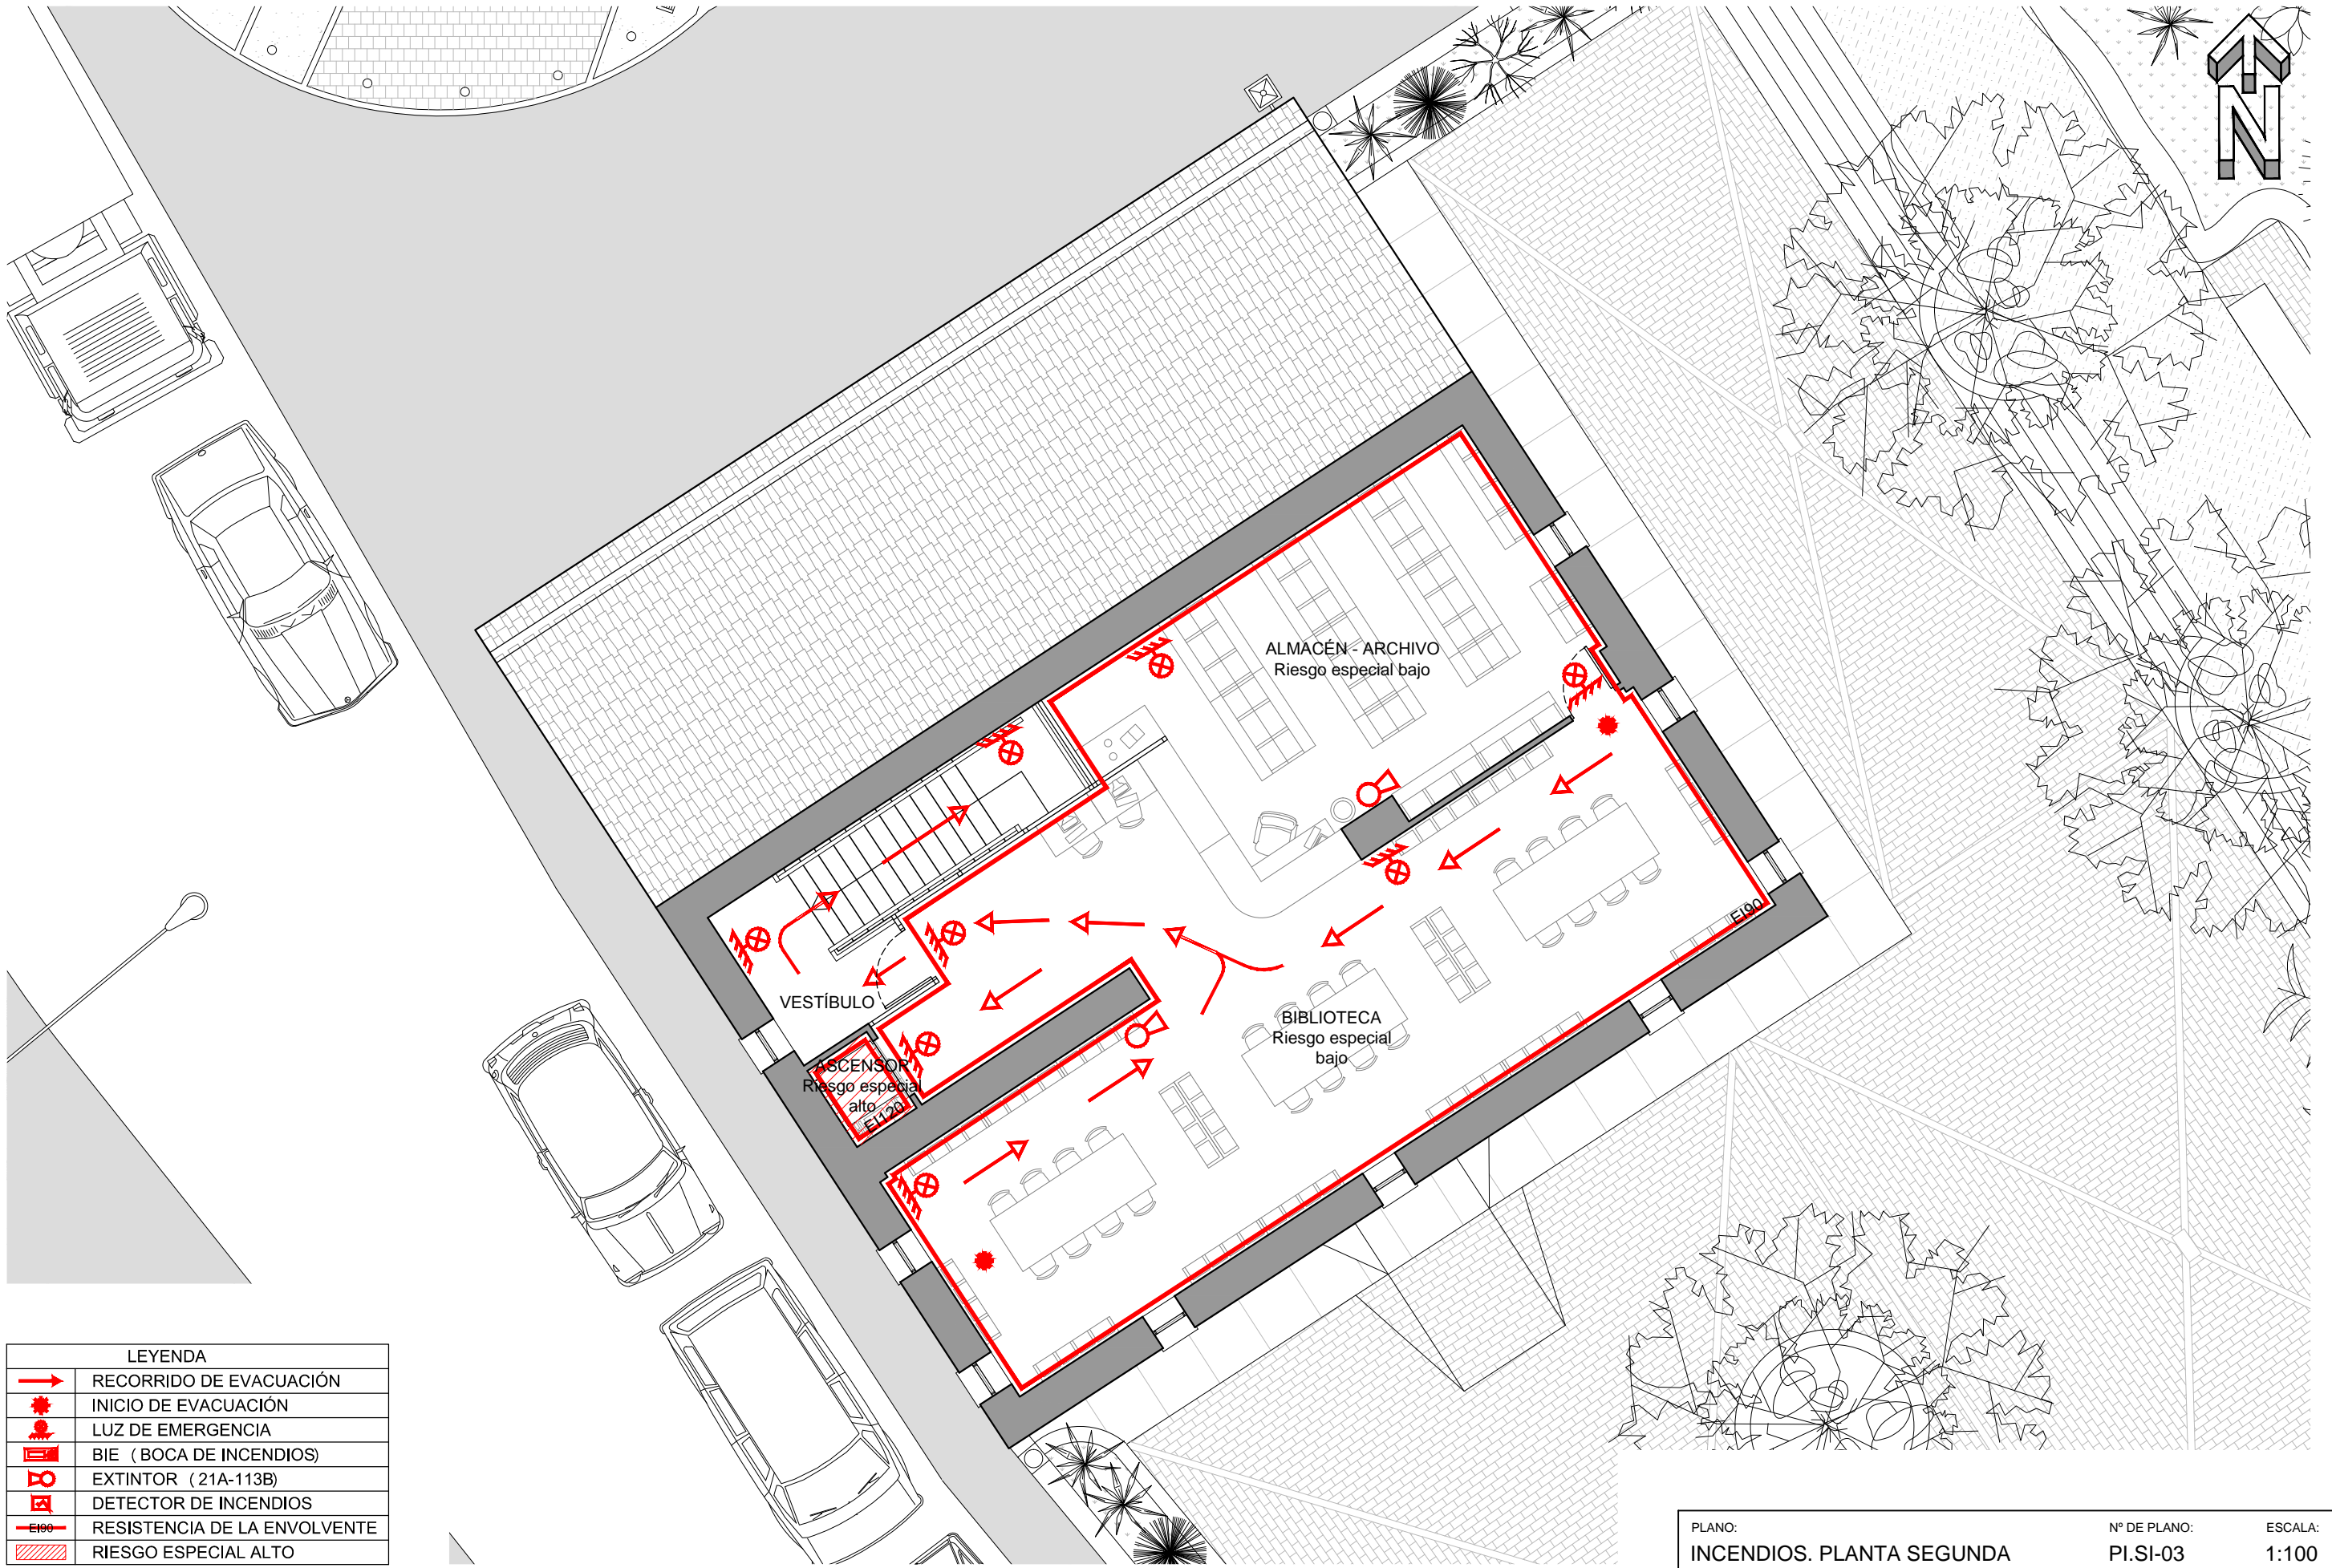 N
ALMACÉN - ARCHIVO
Riesgo especial bajo
EI90
VESTÍBULO
BIBLIOTECA
Riesgo especial
bajo
ASCENSOR
Riesgo especial
alto
EI120
LEYENDA
RECORRIDO DE EVACUACIÓN
INICIO DE EVACUACIÓN
LUZ DE EMERGENCIA
BIE ( BOCA DE INCENDIOS)
EXTINTOR ( 21A-113B)
DETECTOR DE INCENDIOS
EI90 RESISTENCIA DE LA ENVOLVENTE
RIESGO ESPECIAL ALTO
PLANO: Nº DE PLANO: ESCALA:
INCENDIOS. PLANTA SEGUNDA PI.SI-03 1:100